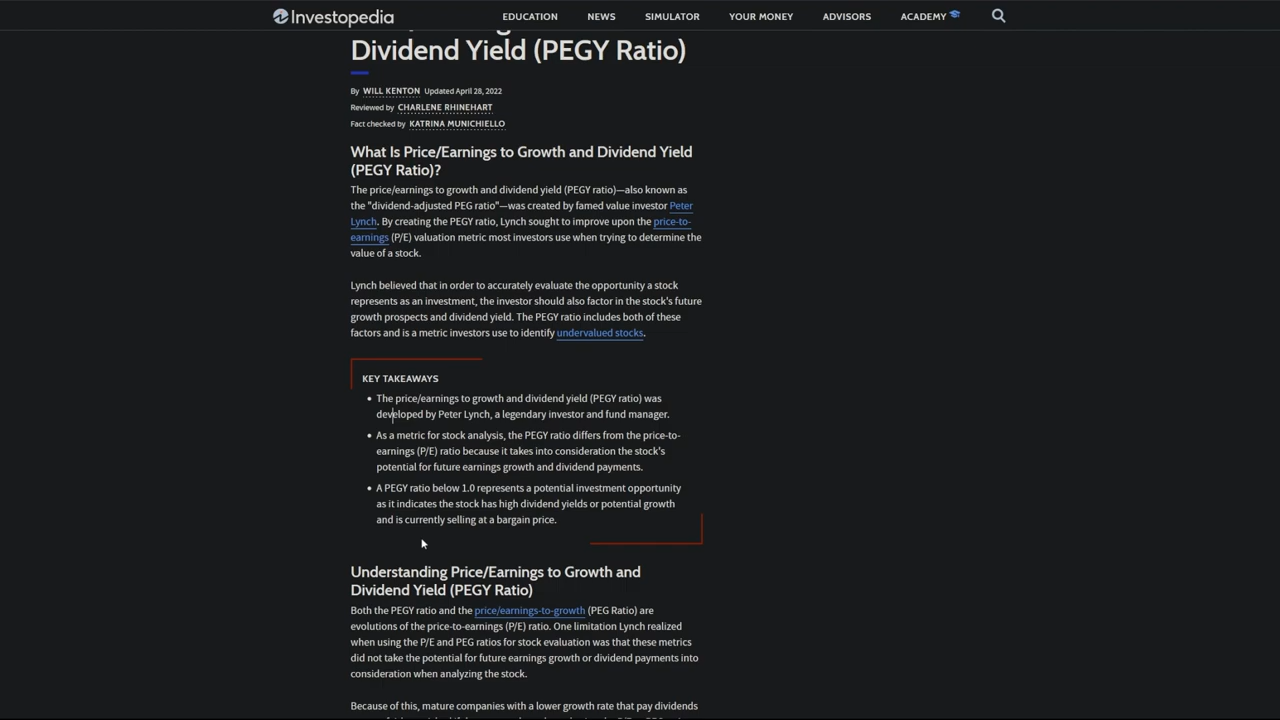 Investopedia
EDUCATION NEWS SIMULATOR YOUR MONEY ADVISORS ACADEMY
Dividend Yield (PEGY Ratio)
By WILL KENTON Updated April 28, 2022
Reviewed by CHARLENE RHINEHART
Fact checked by KATRINA MUNICHIELLO
What Is Price/Earnings to Growth and Dividend Yield
(PEGY Ratio)?
The price/earnings to growth and dividend yield (PEGY ratio)—also known as
the "dividend-adjusted PEG ratio"—was created by famed value investor Peter
Lynch. By creating the PEGY ratio, Lynch sought to improve upon the price-to-
earnings (P/E) valuation metric most investors use when trying to determine the
value of a stock.
Lynch believed that in order to accurately evaluate the opportunity a stock
represents as an investment, the investor should also factor in the stock's future
growth prospects and dividend yield. The PEGY ratio includes both of these
factors and is a metric investors use to identify undervalued stocks.
KEY TAKEAWAYS
• The price/earnings to growth and dividend yield (PEGY ratio) was
developed by Peter Lynch, a legendary investor and fund manager.
• As a metric for stock analysis, the PEGY ratio differs from the price-to-
earnings (P/E) ratio because it takes into consideration the stock's
potential for future earnings growth and dividend payments.
• A PEGY ratio below 1.0 represents a potential investment opportunity
as it indicates the stock has high dividend yields or potential growth
and is currently selling at a bargain price.
Understanding Price/Earnings to Growth and
Dividend Yield (PEGY Ratio)
Both the PEGY ratio and the price/earnings-to-growth (PEG Ratio) are
evolutions of the price-to-earnings (P/E) ratio. One limitation Lynch realized
when using the P/E and PEG ratios for stock evaluation was that these metrics
did not take the potential for future earnings growth or dividend payments into
consideration when analyzing the stock.
Because of this, mature companies with a lower growth rate that pay dividends